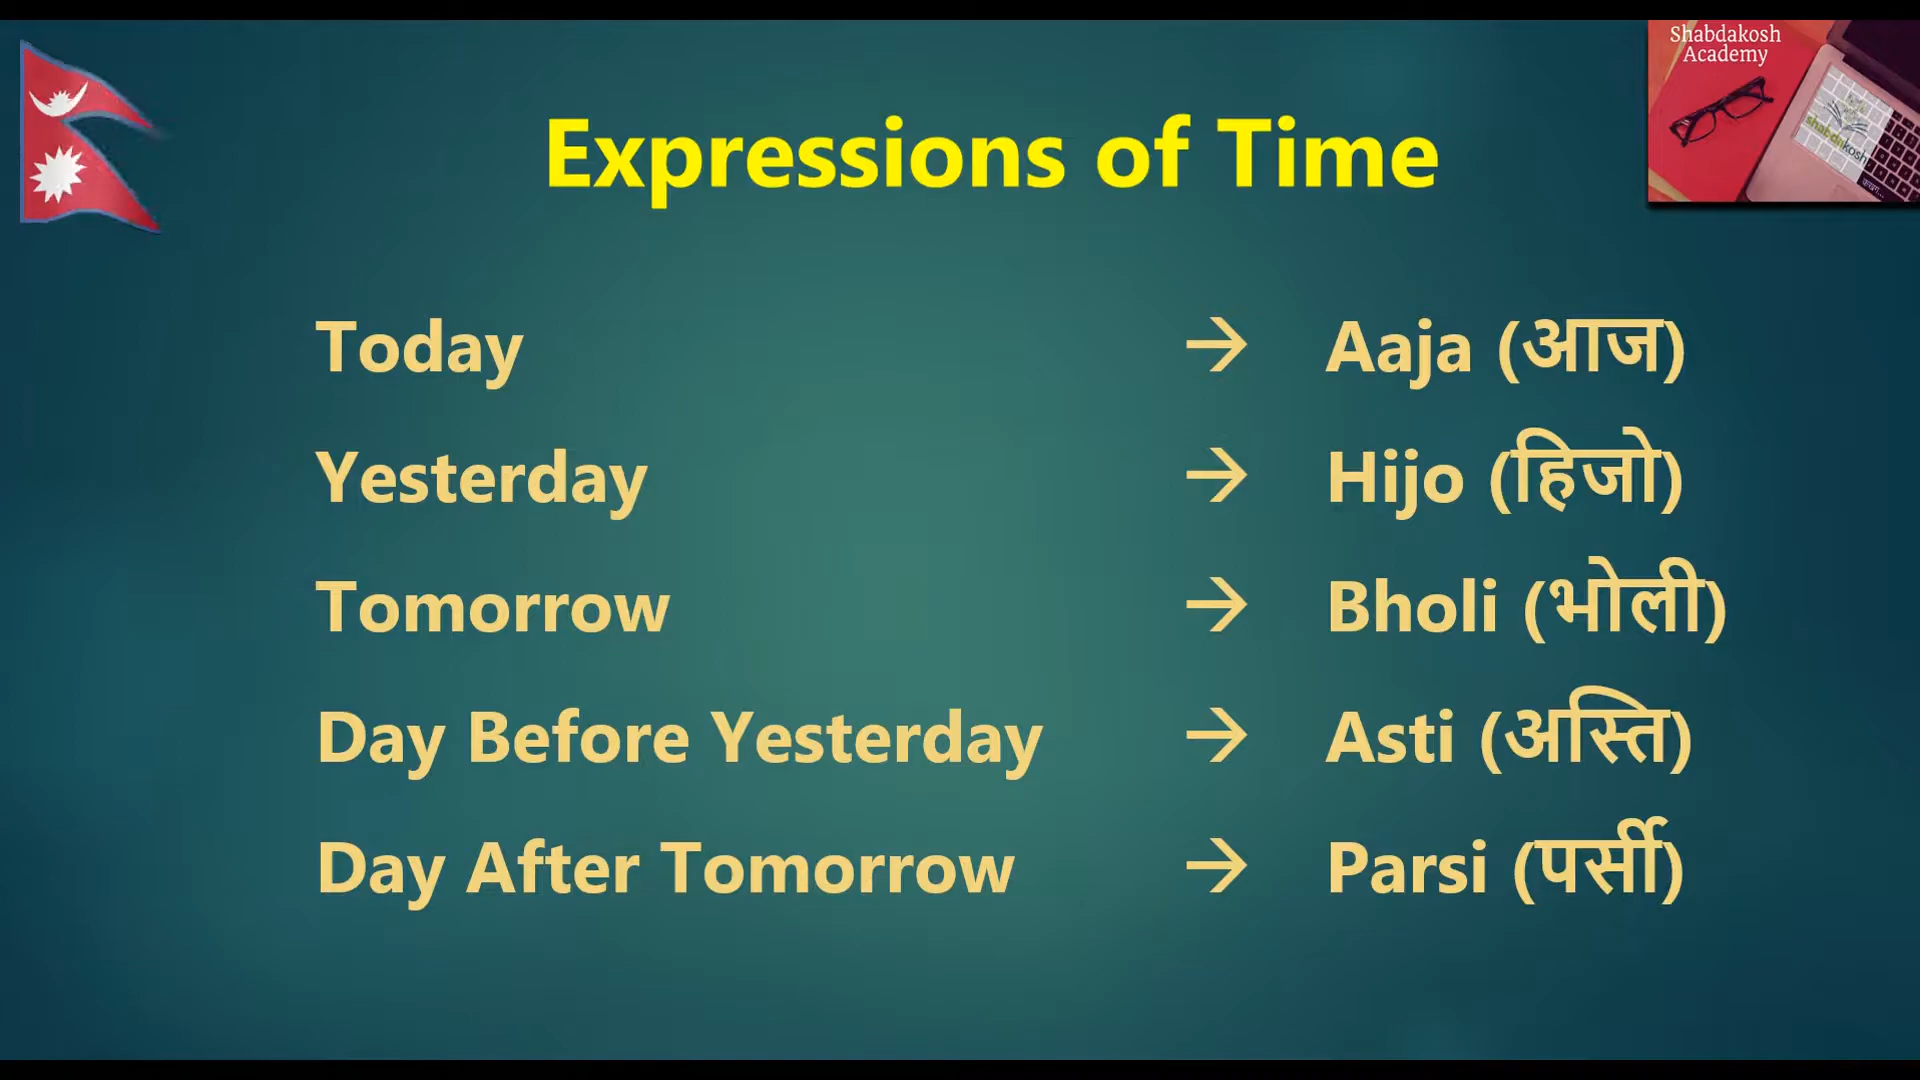 Shabdakosh
Academy
shabdakosh
Expressions of Time
Today → Aaja (आज)
Yesterday → Hijo (हिजो)
Tomorrow → Bholi (भोली)
Day Before Yesterday → Asti (अस्ति)
Day After Tomorrow → Parsi (पर्सी)